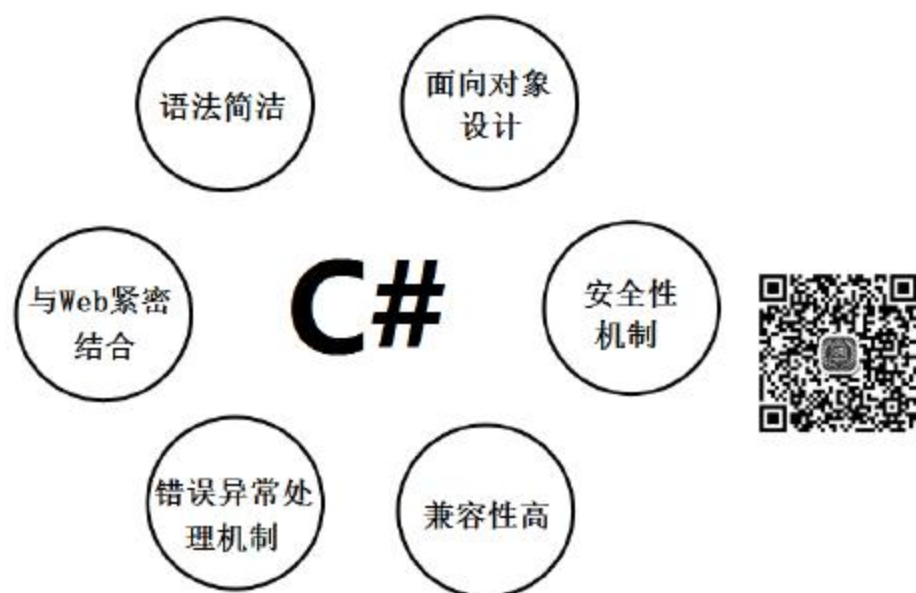 语法简洁
面向对象
设计
与Web紧密
结合
C#
安全性
机制
错误异常处
理机制
兼容性高